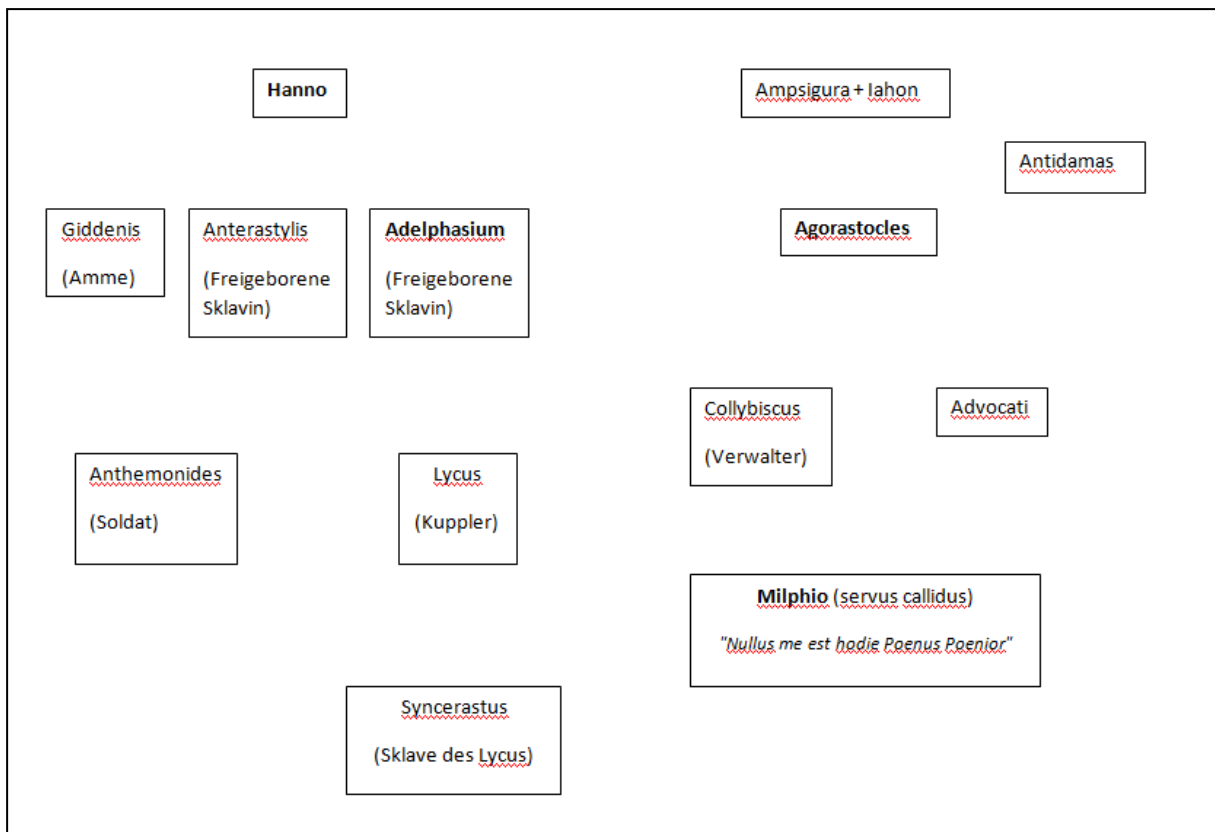 Hanno
Ampsigura + Iahon
Antidamas
Giddenis
(Amme)
Anterastylis
(Freigeborene
Sklavin)
Adelphasium
(Freigeborene
Sklavin)
Agorastocles
Collybiscus
(Verwalter)
Advocati
Anthemonides
(Soldat)
Lycus
(Kuppler)
Milphio (servus callidus)
"Nullus me est hodie Poenus Poenior"
Syncerastus
(Sklave des Lycus)